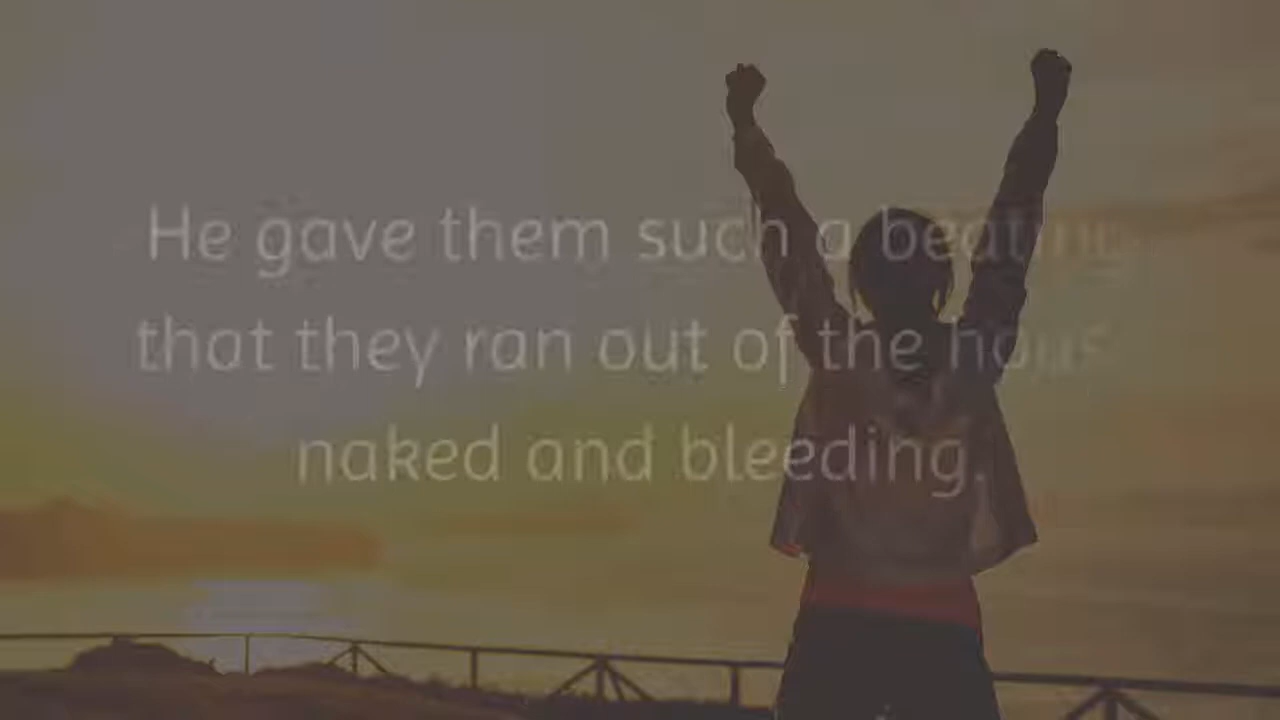 He gave them such a beating
that they ran out of the house
naked and bleeding.